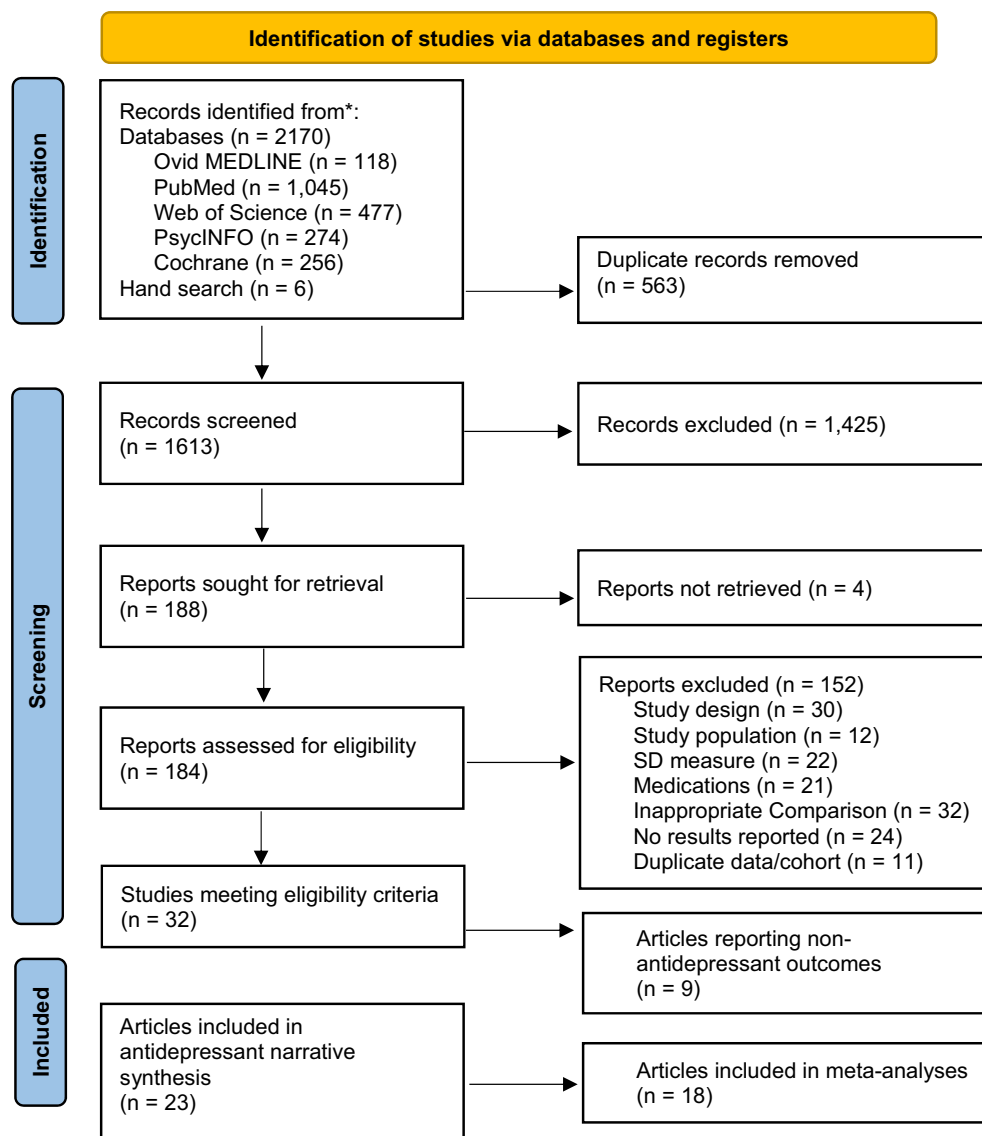 Identification of studies via databases and registers
Identification
Records identified from*:
Databases (n = 2170)
Ovid MEDLINE (n = 118)
PubMed (n = 1,045)
Web of Science (n = 477)
PsycINFO (n = 274)
Cochrane (n = 256)
Hand search (n = 6)
Duplicate records removed
(n = 563)
Screening
Records screened
(n = 1613)
Records excluded (n = 1,425)
Reports sought for retrieval
(n = 188)
Reports not retrieved (n = 4)
Reports assessed for eligibility
(n = 184)
Reports excluded (n = 152)
Study design (n = 30)
Study population (n = 12)
SD measure (n = 22)
Medications (n = 21)
Inappropriate Comparison (n = 32)
No results reported (n = 24)
Duplicate data/cohort (n = 11)
Studies meeting eligibility criteria
(n = 32)
Articles reporting non-
antidepressant outcomes
(n = 9)
Included
Articles included in
antidepressant narrative
synthesis
(n = 23)
Articles included in meta-analyses
(n = 18)